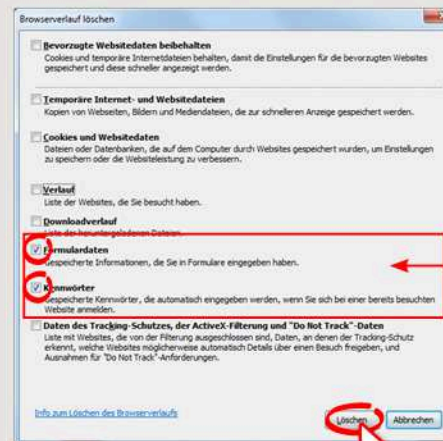 Browserverlauf löschen
Bevorzugte Websitedaten beibehalten
Cookies und temporäre Internetdateien behalten, damit die Einstellungen für die bevorzugten Websites
gespeichert und diese schneller angezeigt werden.
Temporäre Internet- und Websitedateien
Kopien von Webseiten, Bildern und Mediendateien, die zur schnelleren Anzeige gespeichert werden.
Cookies und Websitedaten
Dateien oder Datenbanken, die auf dem Computer durch Websites gespeichert wurden, um Einstellungen
zu speichern oder die Websiteleistung zu verbessern.
Verlauf
Liste der Websites, die Sie besucht haben.
Downloadverlauf
Liste der heruntergeladenen Dateien.
Formulardaten
Gespeicherte Informationen, die Sie in Formulare eingegeben haben.
Kennwörter
Gespeicherte Kennwörter, die automatisch eingegeben werden, wenn Sie sich bei einer bereits besuchten
Website anmelden.
Daten des Tracking-Schutzes, der ActiveX-Filterung und "Do Not Track"-Daten
Liste mit Websites, die von der Filterung ausgeschlossen sind, Daten, an denen der Tracking-Schutz
erkennt, welche Websites möglicherweise automatisch Details über einen Besuch freigeben, und
Ausnahmen für "Do Not Track"-Anforderungen.
Info zum Löschen des Browserverlaufs
Löschen
Abbrechen